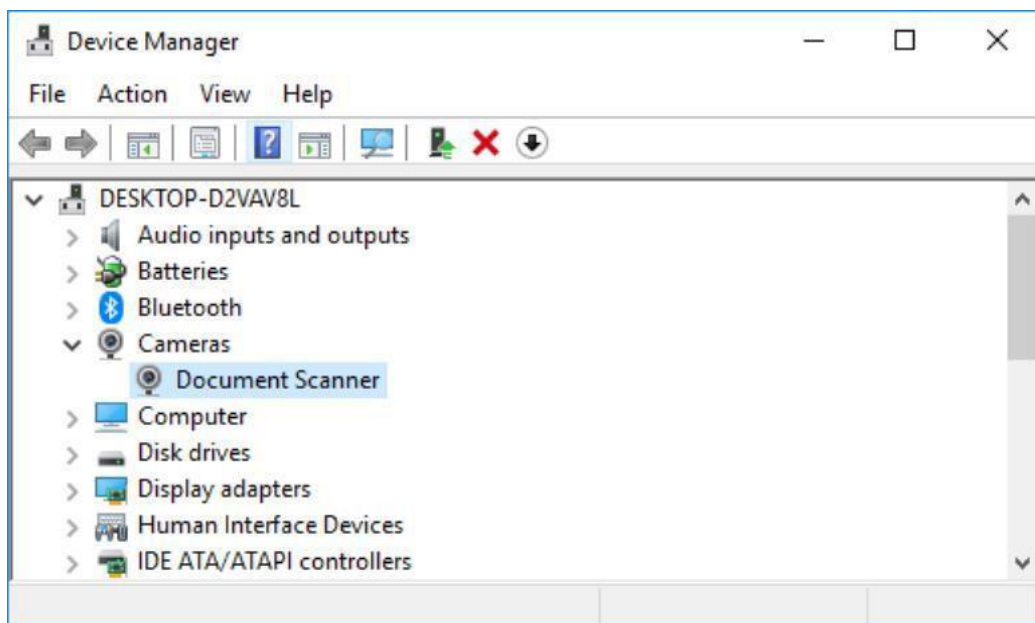 Device Manager
File Action View Help
DESKTOP-D2VAV8L
Audio inputs and outputs
Batteries
Bluetooth
Cameras
Document Scanner
Computer
Disk drives
Display adapters
Human Interface Devices
IDE ATA/ATAPI controllers